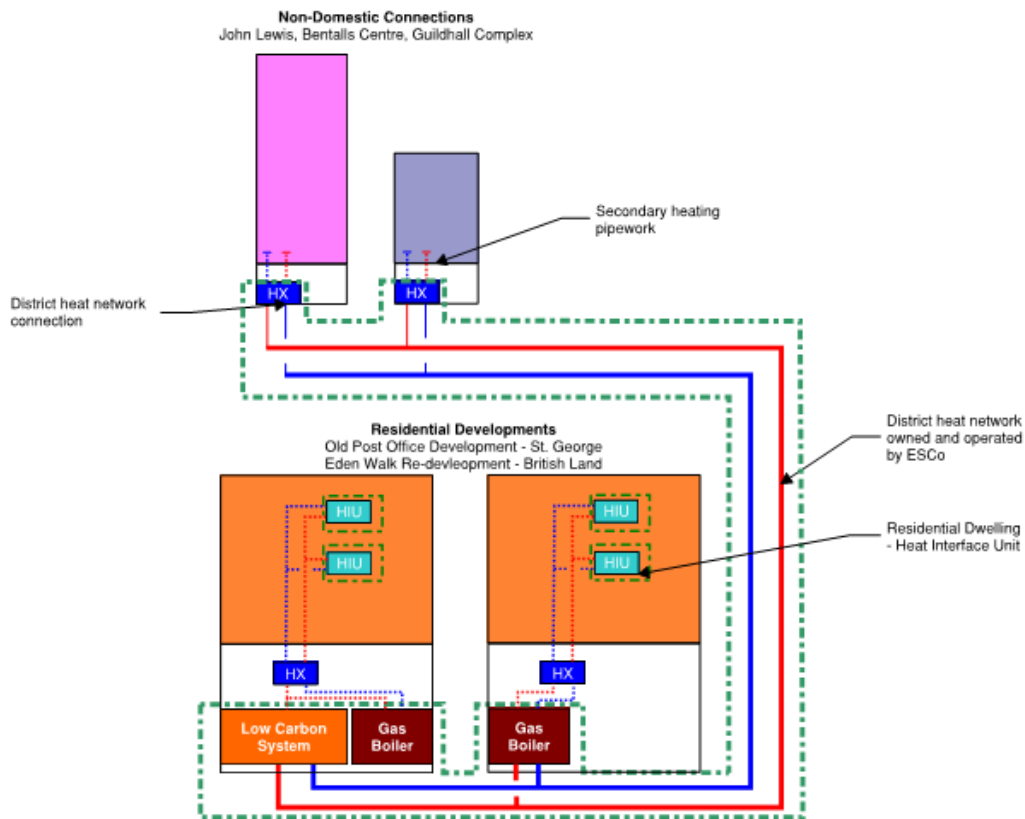 Non-Domestic Connections
John Lewis, Bentalls Centre, Guildhall Complex
Secondary heating
pipework
HX
HX
District heat network
connection
District heat network
owned and operated
by ESCo
Residential Developments
Old Post Office Development - St. George
Eden Walk Re-devleopment - British Land
HIU
HIU
HIU
HIU
Residential Dwelling
- Heat Interface Unit
HX
HX
Low Carbon
System
Gas
Boiler
Gas
Boiler